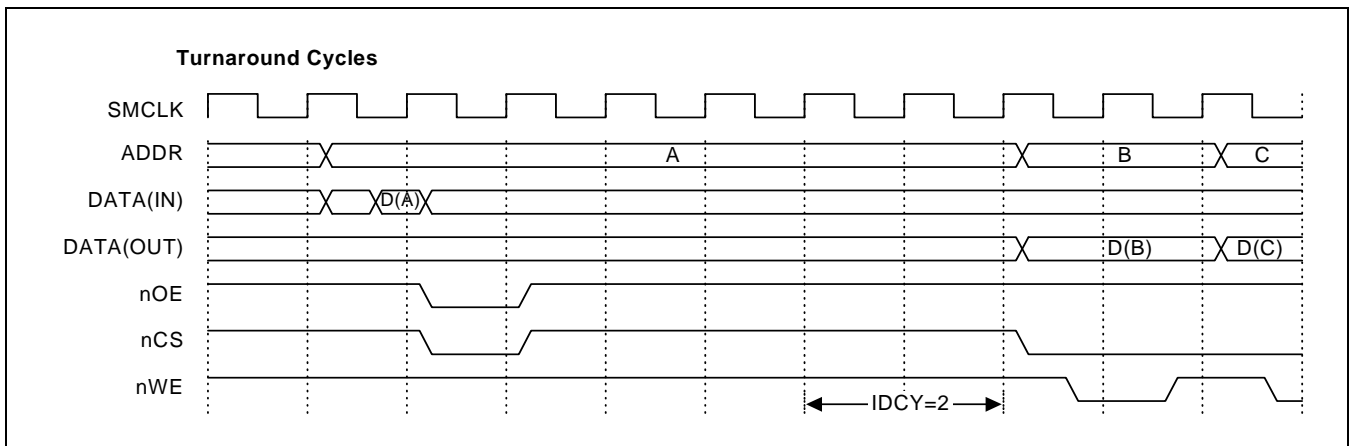 Turnaround Cycles
SMCLK
ADDR A B C
DATA(IN) D(A)
DATA(OUT) D(B) D(C)
nOE
nCS
nWE
IDCY=2